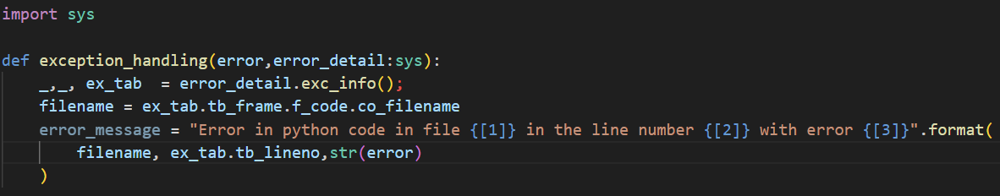 import sys
def exception_handling(error,error_detail:sys):
    _,_, ex_tab  = error_detail.exc_info();
    filename = ex_tab.tb_frame.f_code.co_filename
    error_message = "Error in python code in file {[1]} in the line number {[2]} with error {[3]}".format(
        filename, ex_tab.tb_lineno,str(error)
    )